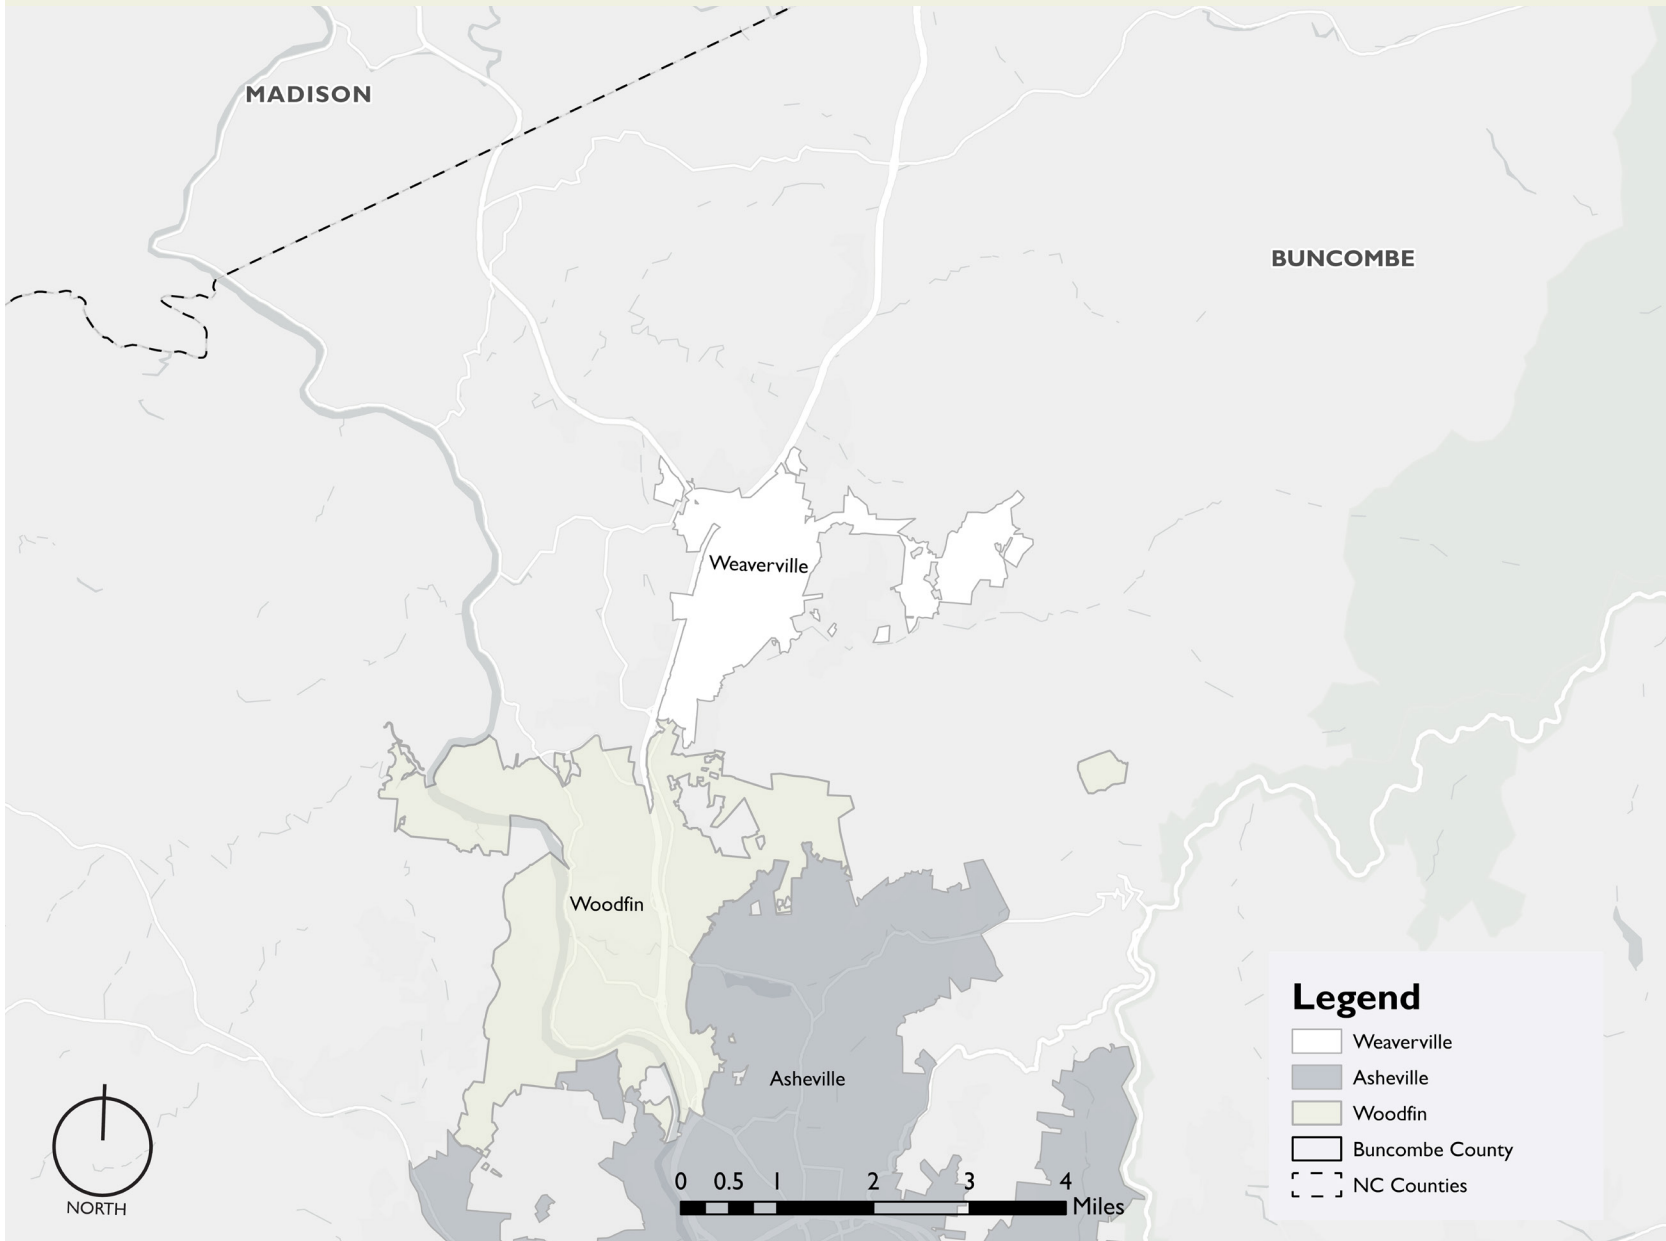 MADISON
BUNCOMBE
Weaverville
Woodfin
Asheville
Legend
Weaverville
Asheville
Woodfin
Buncombe County
NC Counties
NORTH
0 0.5 1 2 3 4
Miles